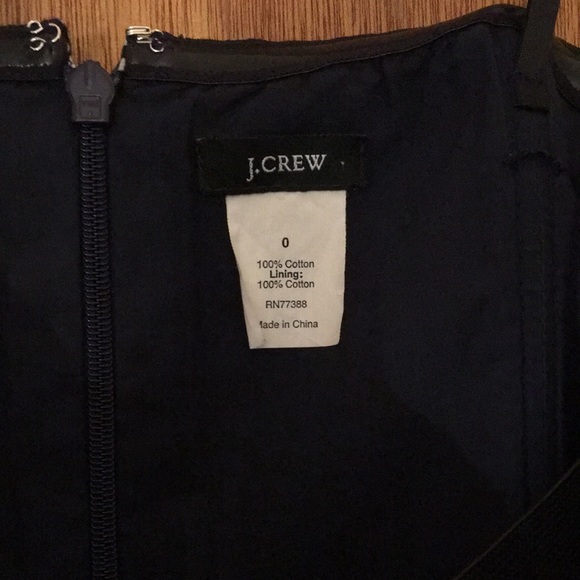 J.CREW
0
100% Cotton
Lining:
100% Cotton
RN77388
Made in China